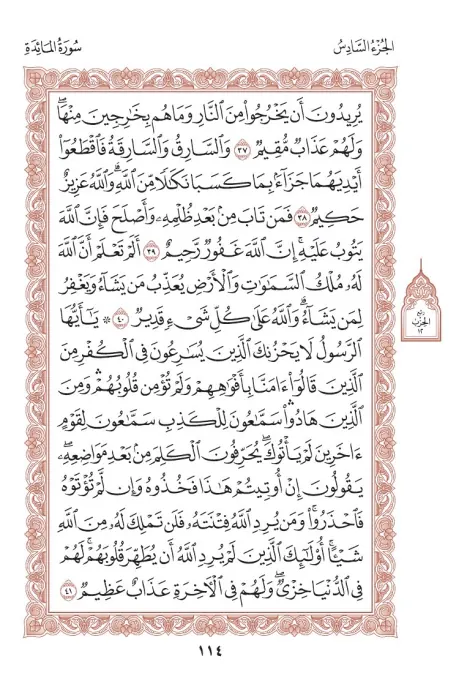 الجُزْءُ السَّادِسُ
سُورَةُ المَائِدَةِ
يُرِيدُونَ أَن يَخْرُجُوا۟ مِنَ ٱلنَّارِ وَمَا هُم بِخَٰرِجِينَ مِنْهَا ۖ
وَلَهُمْ عَذَابٌ مُّقِيمٌ ٣٧ وَٱلسَّارِقُ وَٱلسَّارِقَةُ فَٱقْطَعُوٓا۟
أَيْدِيَهُمَا جَزَآءًۢ بِمَا كَسَبَا نَكَٰلًا مِّنَ ٱللَّهِ ۗ وَٱللَّهُ عَزِيزٌ
حَكِيمٌ ٣٨ فَمَن تَابَ مِنۢ بَعْدِ ظُلْمِهِۦ وَأَصْلَحَ فَإِنَّ ٱللَّهَ
يَتُوبُ عَلَيْهِ ۗ إِنَّ ٱللَّهَ غَفُورٌ رَّحِيمٌ ٣٩ أَلَمْ تَعْلَمْ أَنَّ ٱللَّهَ
لَهُۥ مُلْكُ ٱلسَّمَٰوَٰتِ وَٱلْأَرْضِ يُعَذِّبُ مَن يَشَآءُ وَيَغْفِرُ
لِمَن يَشَآءُ ۗ وَٱللَّهُ عَلَىٰ كُلِّ شَىْءٍ قَدِيرٌ ٤٠ ۞ يَٰٓأَيُّهَا
ٱلرَّسُولُ لَا يَحْزُنكَ ٱلَّذِينَ يُسَٰرِعُونَ فِى ٱلْكُفْرِ مِنَ
ٱلَّذِينَ قَالُوٓا۟ ءَامَنَّا بِأَفْوَٰهِهِمْ وَلَمْ تُؤْمِن قُلُوبُهُمْ ۛ وَمِنَ
ٱلَّذِينَ هَادُوا۟ ۛ سَمَّٰعُونَ لِلْكَذِبِ سَمَّٰعُونَ لِقَوْمٍ
ءَاخَرِينَ لَمْ يَأْتُوكَ ۖ يُحَرِّفُونَ ٱلْكَلِمَ مِنۢ بَعْدِ مَوَاضِعِهِۦ ۖ
يَقُولُونَ إِنْ أُوتِيتُمْ هَٰذَا فَخُذُوهُ وَإِن لَّمْ تُؤْتَوْهُ
فَٱحْذَرُوا۟ ۚ وَمَن يُرِدِ ٱللَّهُ فِتْنَتَهُۥ فَلَن تَمْلِكَ لَهُۥ مِنَ ٱللَّهِ
شَيْـًٔا ۚ أُو۟لَٰٓئِكَ ٱلَّذِينَ لَمْ يُرِدِ ٱللَّهُ أَن يُطَهِّرَ قُلُوبَهُمْ ۚ لَهُمْ
فِى ٱلدُّنْيَا خِزْىٌ ۖ وَلَهُمْ فِى ٱلْءَاخِرَةِ عَذَابٌ عَظِيمٌ ٤١
ربع
الحزب
١٢
١١٤